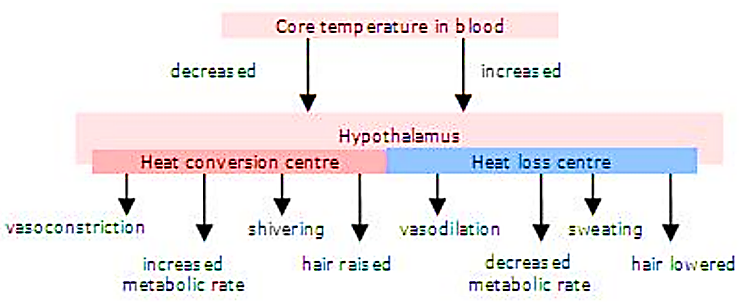 Core temperature in blood
decreased
increased
Hypothalamus
Heat conversion centre
Heat loss centre
vasoconstriction
shivering
vasodilation
sweating
increased
metabolic rate
hair raised
decreased
metabolic rate
hair lowered